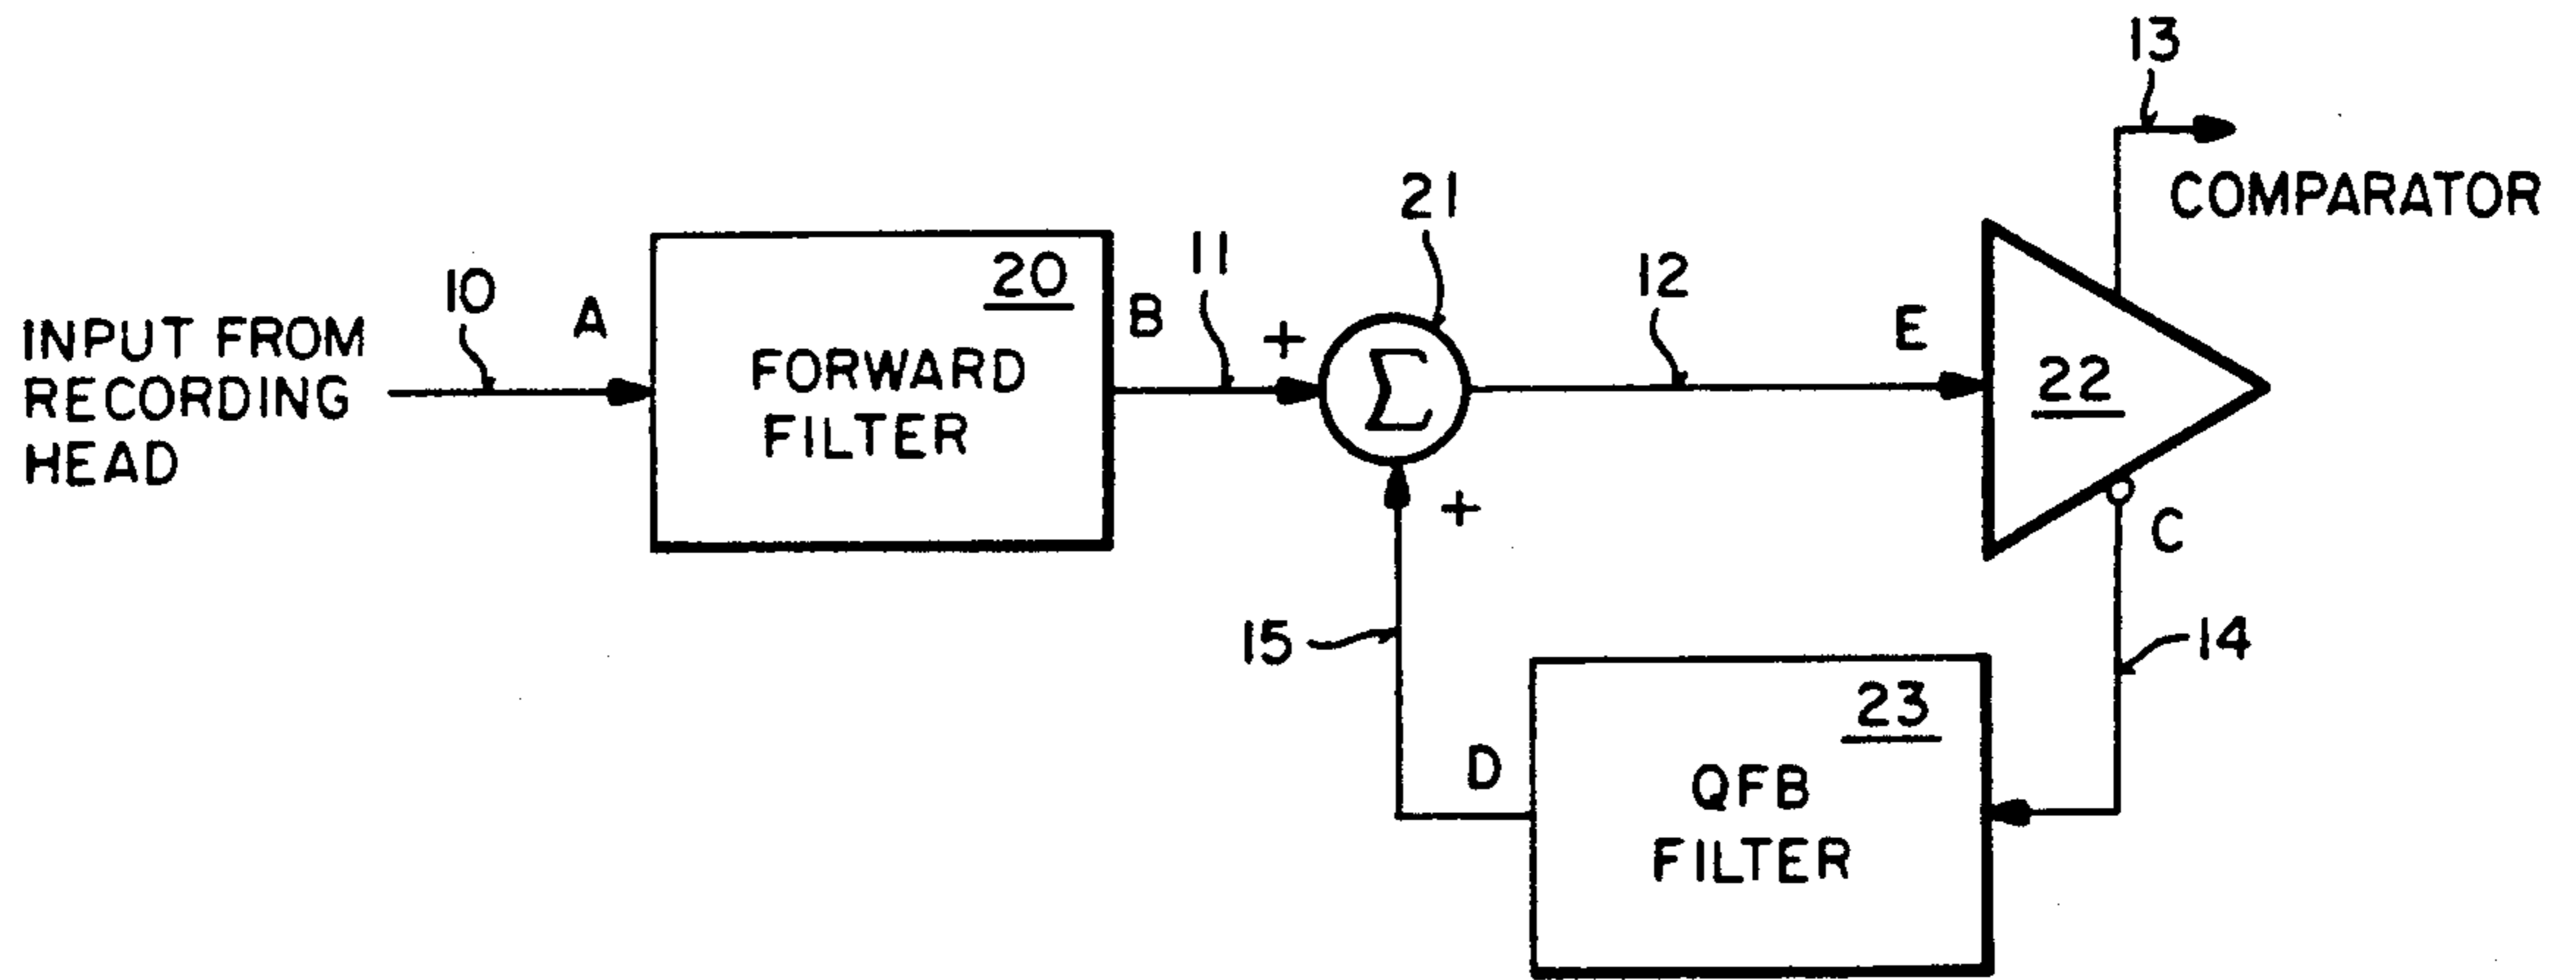 13
COMPARATOR
21
20
11
12
10
A
B
+
E
INPUT FROM
RECORDING
HEAD
FORWARD
FILTER
Σ
22
+
C
15
14
23
D
QFB
FILTER